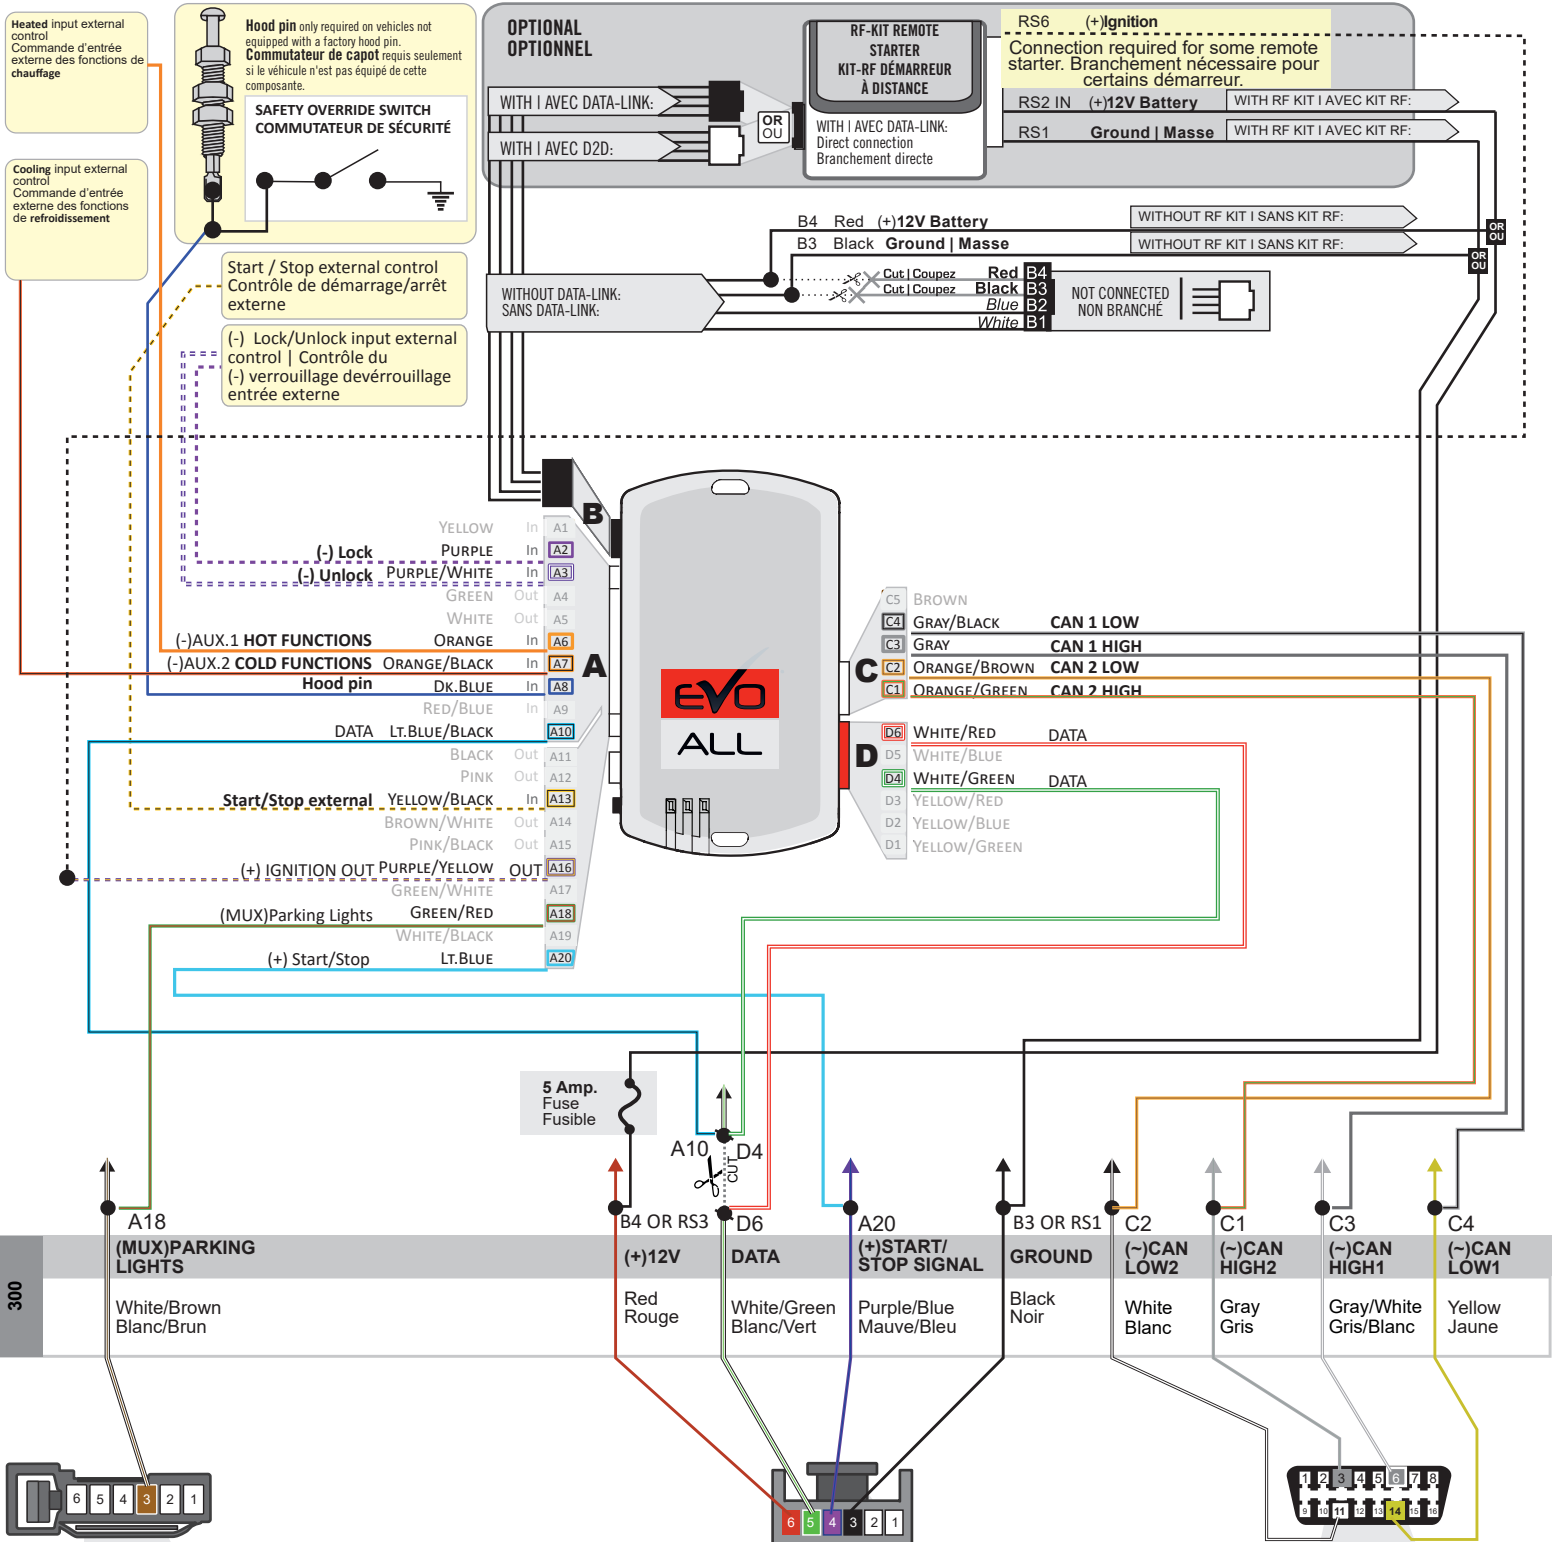 Heated input external
control
Commande d'entrée
externe des fonctions de
chauffage
Cooling input external
control
Commande d'entrée
externe des fonctions
de refroidissement
Hood pin only required on vehicles not
equipped with a factory hood pin.
Commutateur de capot requis seulement
si le véhicule n'est pas équipé de cette
composante.
SAFETY OVERRIDE SWITCH
COMMUTATEUR DE SÉCURITÉ
Start / Stop external control
Contrôle de démarrage/arrêt
externe
(-) Lock/Unlock input external
control | Contrôle du
(-) verrouillage devérrouillage
entrée externe
OPTIONAL
OPTIONNEL
WITH | AVEC DATA-LINK:
WITH | AVEC D2D:
OR
OU
RF-KIT REMOTE
STARTER
KIT-RF DÉMARREUR
À DISTANCE
WITH | AVEC DATA-LINK:
Direct connection
Branchement directe
RS6 (+)Ignition
Connection required for some remote
starter. Branchement nécessaire pour
certains démarreur.
RS2 IN (+)12V Battery WITH RF KIT I AVEC KIT RF:
RS1 Ground | Masse WITH RF KIT I AVEC KIT RF:
B4 Red (+)12V Battery WITHOUT RF KIT I SANS KIT RF:
B3 Black Ground | Masse WITHOUT RF KIT I SANS KIT RF:
OR
OU
OR
OU
WITHOUT DATA-LINK:
SANS DATA-LINK:
Cut | Coupez Red B4
Cut | Coupez Black B3
Blue B2
White B1
NOT CONNECTED
NON BRANCHÉ
B
YELLOW In A1
(-) Lock PURPLE In A2
(-) Unlock PURPLE/WHITE In A3
GREEN Out A4
WHITE Out A5
(-)AUX.1 HOT FUNCTIONS ORANGE In A6
(-)AUX.2 COLD FUNCTIONS ORANGE/BLACK In A7
Hood pin DK.BLUE In A8
RED/BLUE In A9
DATA LT.BLUE/BLACK A10
BLACK Out A11
PINK Out A12
Start/Stop external YELLOW/BLACK In A13
BROWN/WHITE Out A14
PINK/BLACK Out A15
(+) IGNITION OUT PURPLE/YELLOW OUT A16
GREEN/WHITE A17
(MUX)Parking Lights GREEN/RED A18
WHITE/BLACK A19
(+) Start/Stop LT.BLUE A20
A
EVO
ALL
C
C5 BROWN
C4 GRAY/BLACK CAN 1 LOW
C3 GRAY CAN 1 HIGH
C2 ORANGE/BROWN CAN 2 LOW
C1 ORANGE/GREEN CAN 2 HIGH
D
D6 WHITE/RED DATA
D5 WHITE/BLUE
D4 WHITE/GREEN DATA
D3 YELLOW/RED
D2 YELLOW/BLUE
D1 YELLOW/GREEN
5 Amp.
Fuse
Fusible
A10 D4
CUT
A18
B4 OR RS3
D6
A20
B3 OR RS1
C2
C1
C3
C4
300
(MUX)PARKING
LIGHTS
(+)12V
DATA
(+)START/
STOP SIGNAL
GROUND
(~)CAN
LOW2
(~)CAN
HIGH2
(~)CAN
HIGH1
(~)CAN
LOW1
White/Brown
Blanc/Brun
Red
Rouge
White/Green
Blanc/Vert
Purple/Blue
Mauve/Bleu
Black
Noir
White
Blanc
Gray
Gris
Gray/White
Gris/Blanc
Yellow
Jaune
6 5 4 3 2 1
6 5 4 3 2 1
1 2 3 4 5 6 7 8
9 10 11 12 13 14 15 16